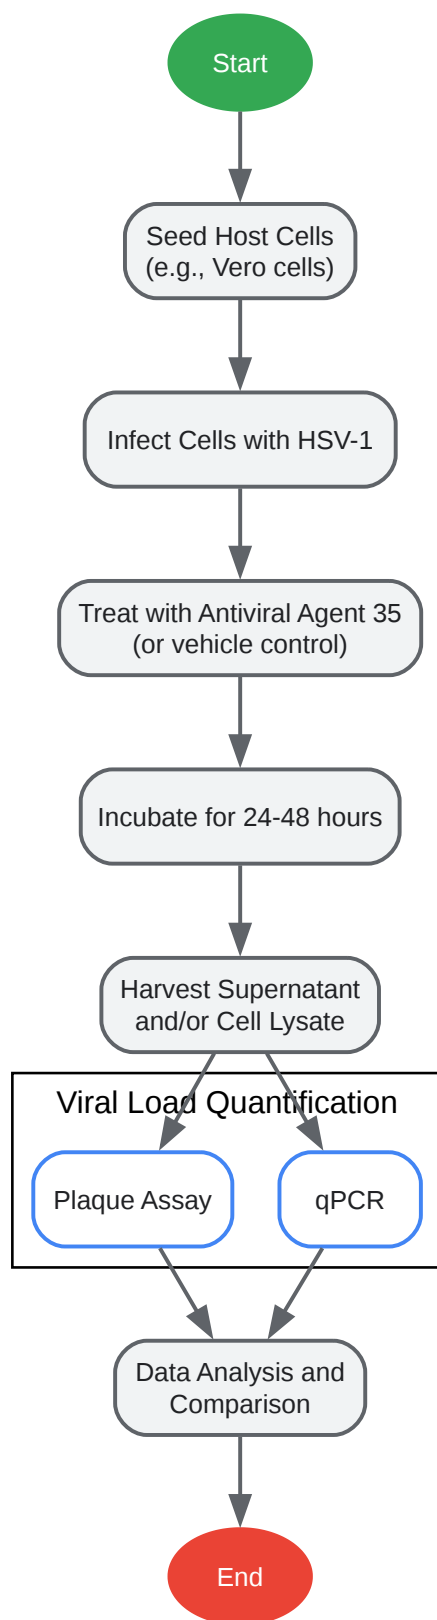 Start
Seed Host Cells
(e.g., Vero cells)
Infect Cells with HSV-1
Treat with Antiviral Agent 35
(or vehicle control)
Incubate for 24-48 hours
Harvest Supernatant
and/or Cell Lysate
Viral Load Quantification
Plaque Assay
qPCR
Data Analysis and
Comparison
End